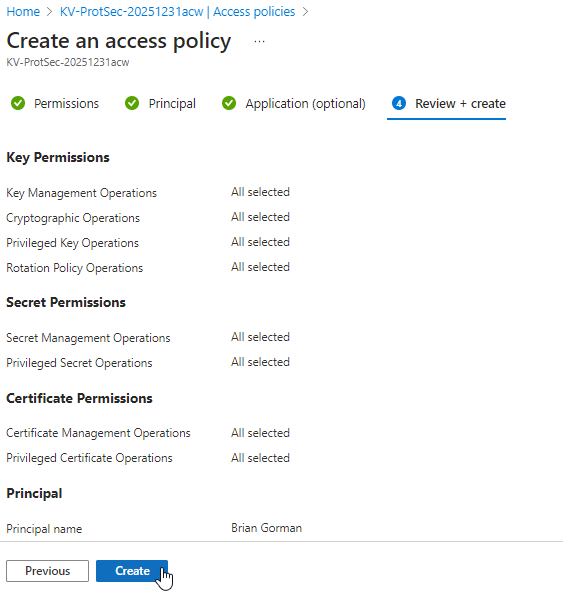 Home > KV-ProtSec-20251231acw | Access policies >
Create an access policy ...
KV-ProtSec-20251231acw
Permissions Principal Application (optional) 4 Review + create
Key Permissions
Key Management Operations All selected
Cryptographic Operations All selected
Privileged Key Operations All selected
Rotation Policy Operations All selected
Secret Permissions
Secret Management Operations All selected
Privileged Secret Operations All selected
Certificate Permissions
Certificate Management Operations All selected
Privileged Certificate Operations All selected
Principal
Principal name Brian Gorman
Previous Create